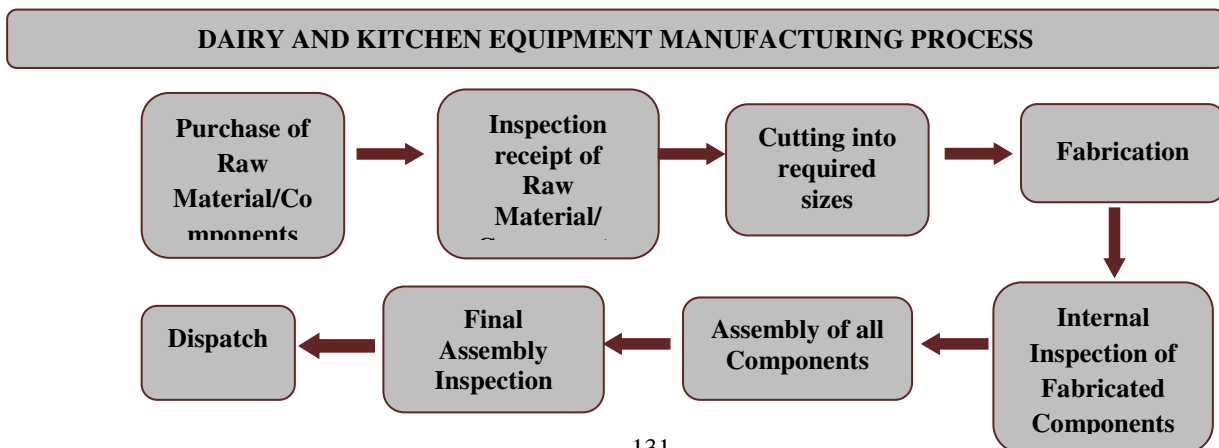 DAIRY AND KITCHEN EQUIPMENT MANUFACTURING PROCESS
Purchase of
Raw
Material/Co
mponents
Inspection
receipt of
Raw
Material/
Cutting into
required
sizes
Fabrication
Internal
Inspection of
Fabricated
Components
Assembly of all
Components
Final
Assembly
Inspection
Dispatch
131